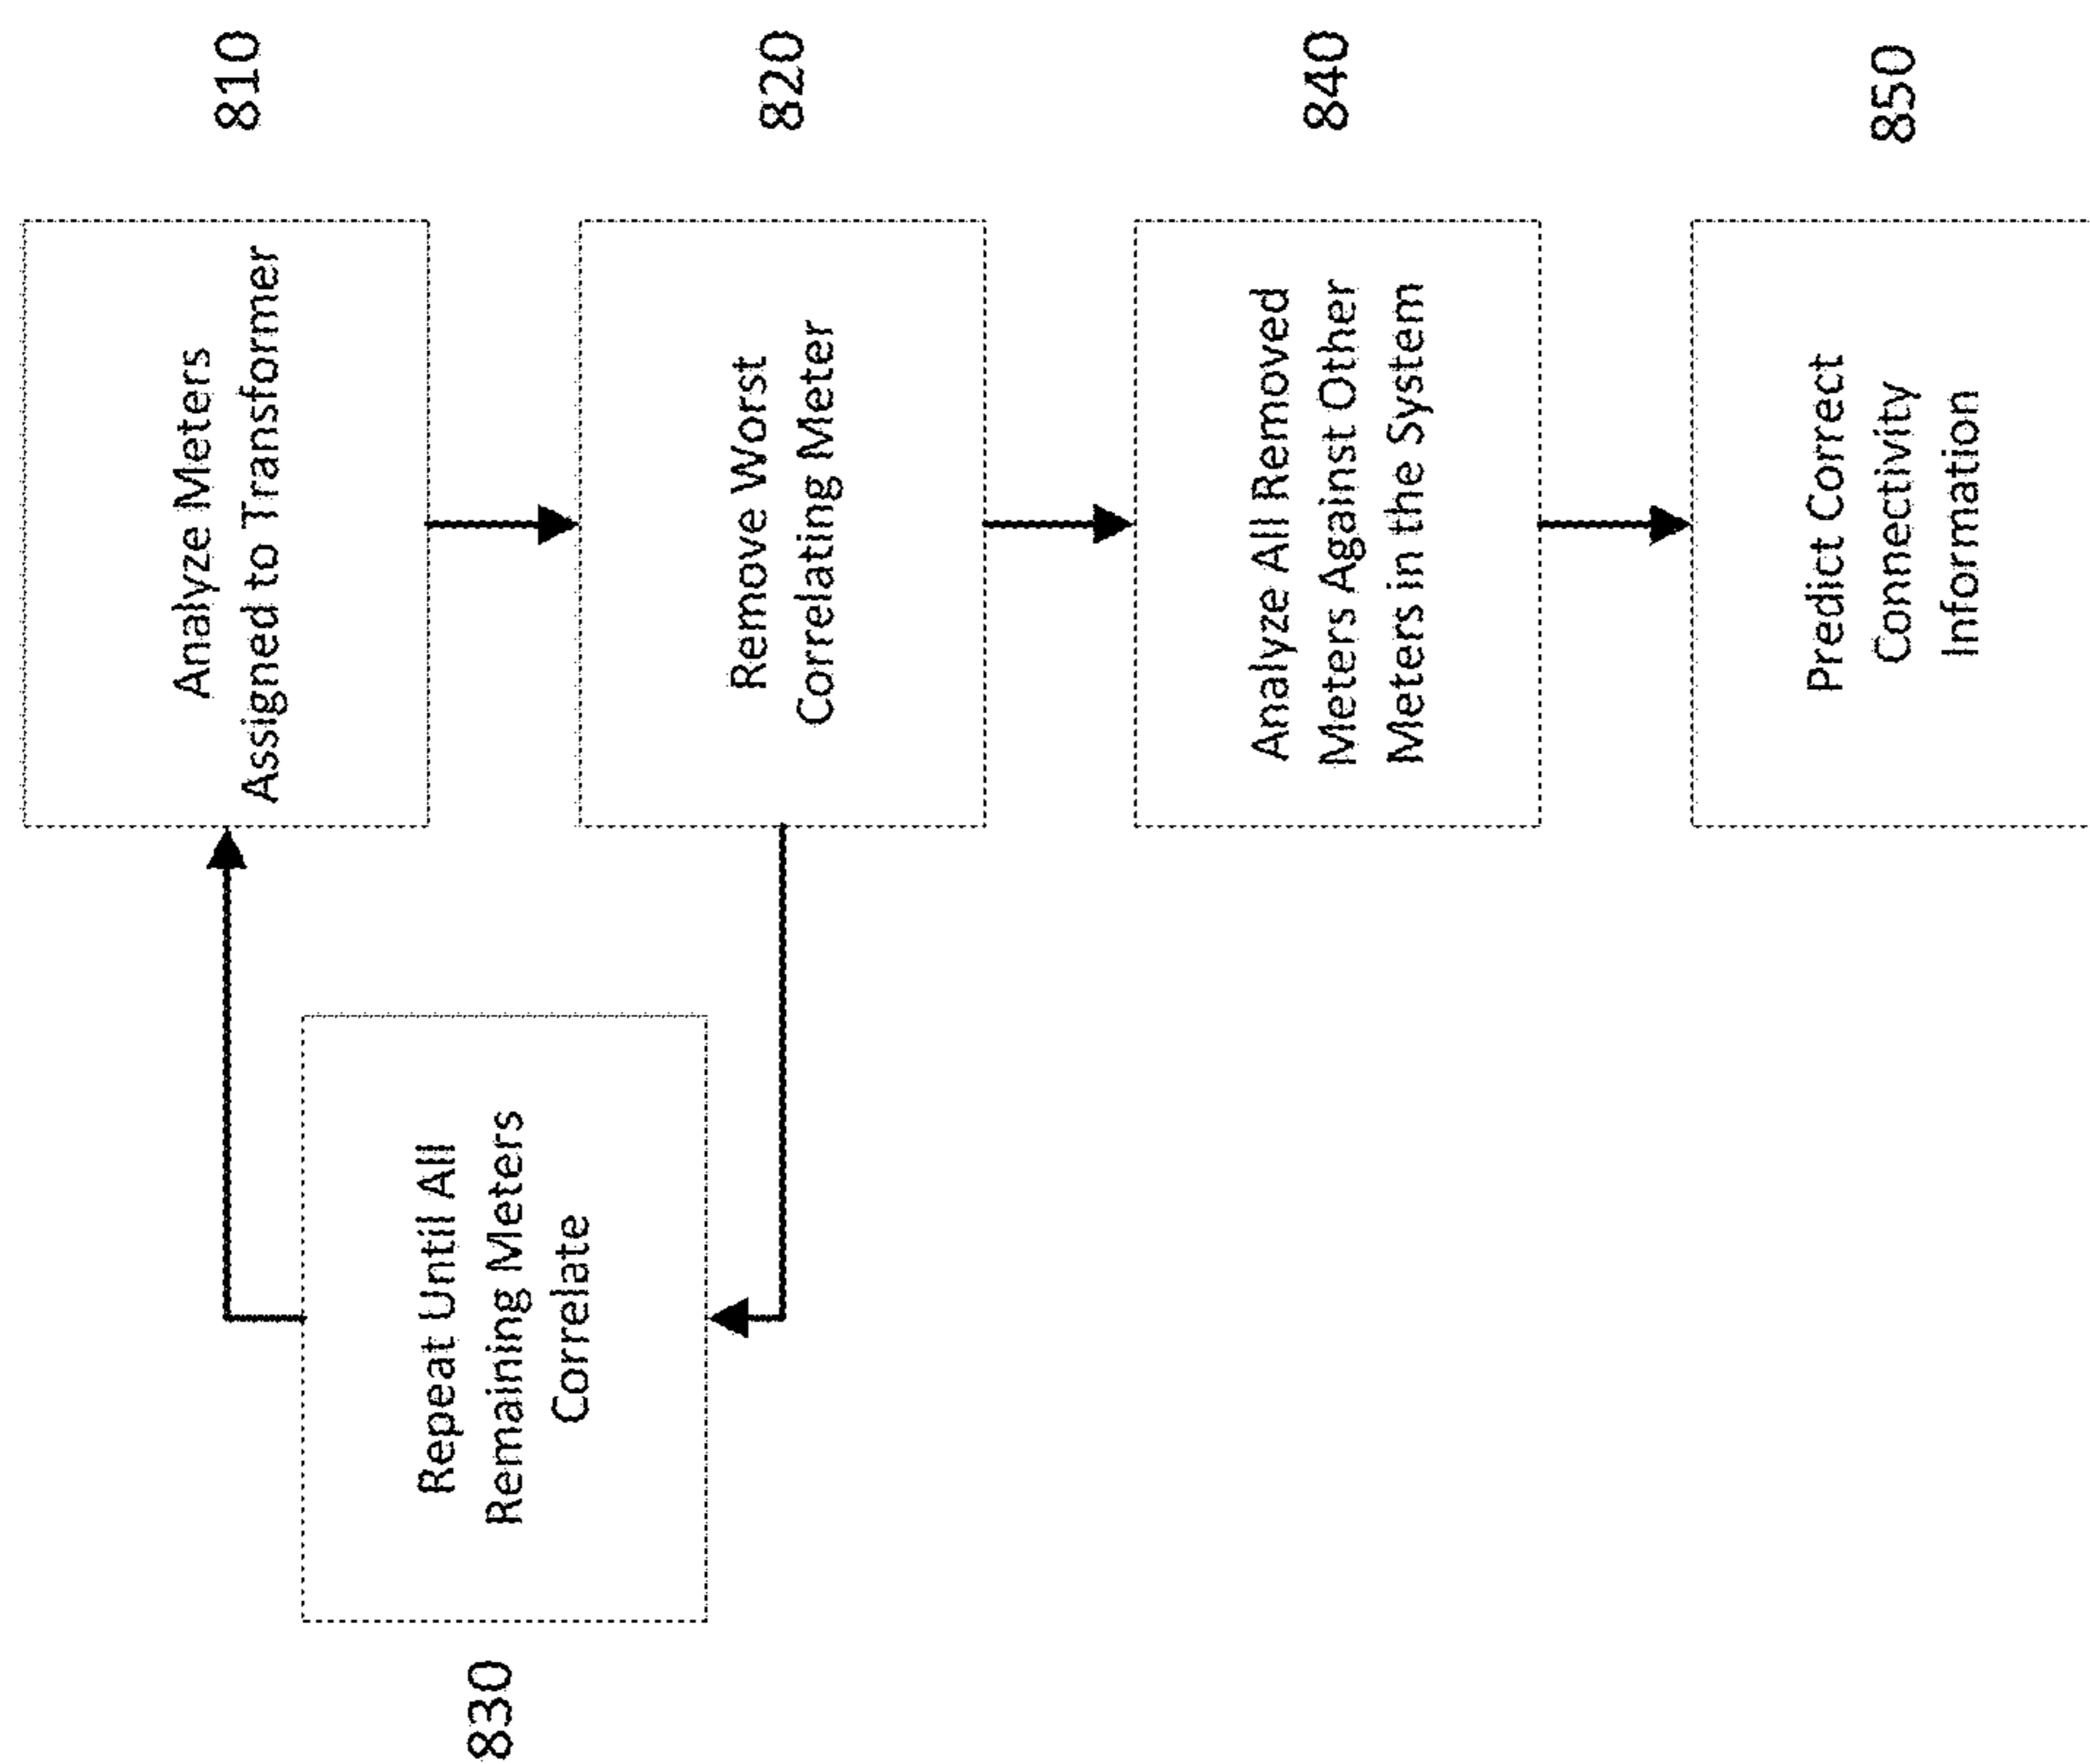 810
Analyze Meters
Assigned to Transformer
820
Remove Worst
Correlating Meter
830
Repeat Until All
Remaining Meters
Correlate
840
Analyze All Removed
Meters Against Other
Meters in the System
850
Predict Correct
Connectivity
Information